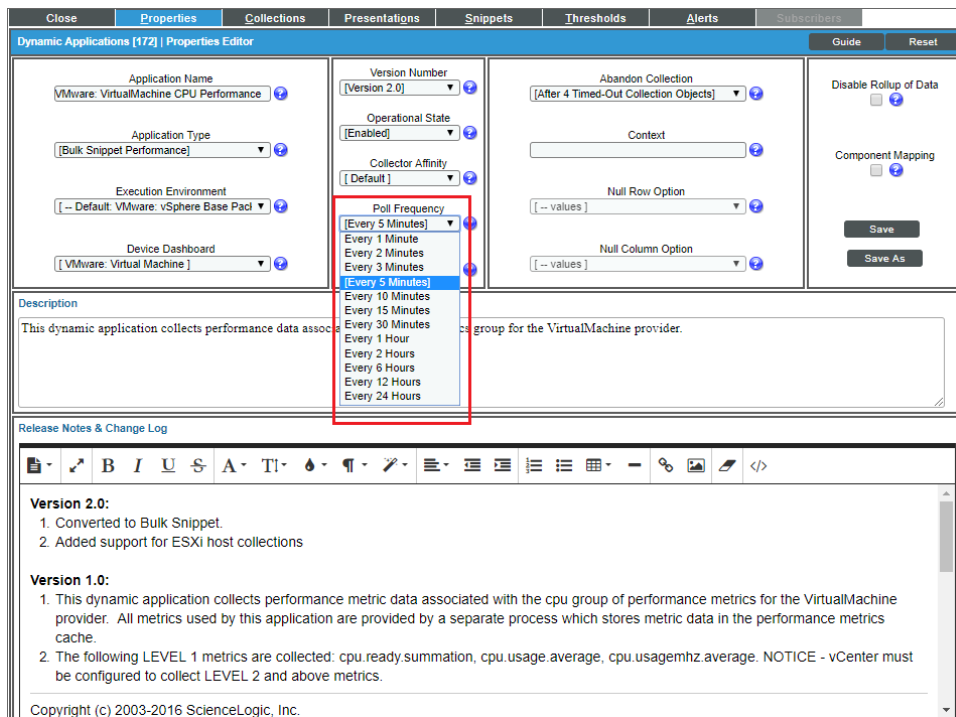 Close Properties Collections Presentations Snippets Thresholds Alerts Subscribers
Dynamic Applications [172] | Properties Editor Guide Reset
Application Name
VMware: VirtualMachine CPU Performance
Application Type
[Bulk Snippet Performance]
Execution Environment
[ -- Default: VMware: vSphere Base Pack
Device Dashboard
[ VMware: Virtual Machine ]
Version Number
[Version 2.0]
Operational State
[Enabled]
Collector Affinity
[ Default ]
Poll Frequency
[Every 5 Minutes]
Every 1 Minute
Every 2 Minutes
Every 3 Minutes
[Every 5 Minutes]
Every 10 Minutes
Every 15 Minutes
Every 30 Minutes
Every 1 Hour
Every 2 Hours
Every 6 Hours
Every 12 Hours
Every 24 Hours
Abandon Collection
[After 4 Timed-Out Collection Objects]
Context
Null Row Option
[ -- values ]
Null Column Option
[ -- values ]
Disable Rollup of Data
Component Mapping
Save
Save As
Description
This dynamic application collects performance data group for the VirtualMachine provider.
Release Notes & Change Log
Version 2.0:
1. Converted to Bulk Snippet.
2. Added support for ESXi host collections
Version 1.0:
1. This dynamic application collects performance metric data associated with the cpu group of performance metrics for the VirtualMachine
provider. All metrics used by this application are provided by a separate process which stores metric data in the performance metrics
cache.
2. The following LEVEL 1 metrics are collected: cpu.ready.summation, cpu.usage.average, cpu.usagemhz.average. NOTICE - vCenter must
be configured to collect LEVEL 2 and above metrics.
Copyright (c) 2003-2016 ScienceLogic, Inc.